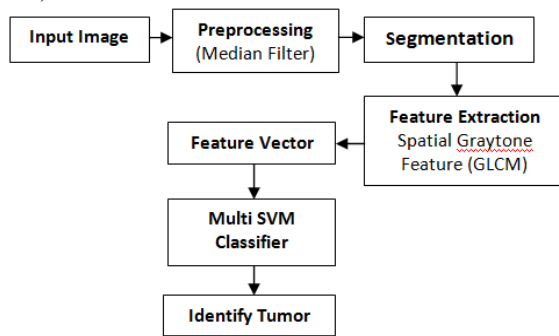 Input Image
Preprocessing
(Median Filter)
Segmentation
Feature Extraction
Spatial Graytone
Feature (GLCM)
Feature Vector
Multi SVM
Classifier
Identify Tumor